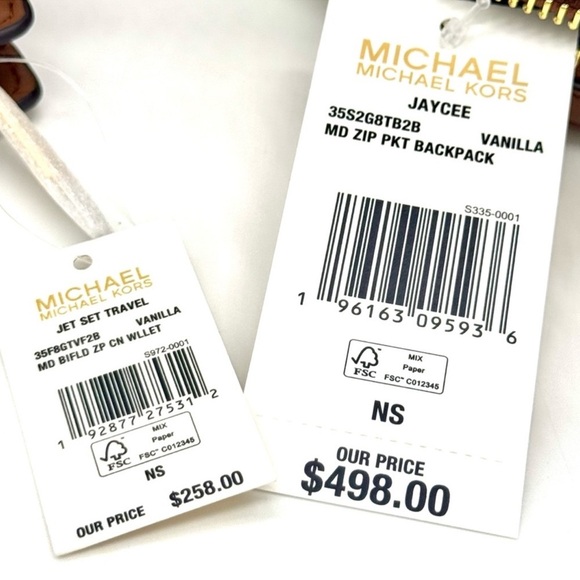 MICHAEL
MICHAEL KORS
JET SET TRAVEL
35F8GTVF2B VANILLA
MD BIFLD ZP CN WLLET
S972-0001
1 92877 27531 2
FSC
MIX
Paper
FSC™ C012345
NS
OUR PRICE $258.00
MICHAEL
MICHAEL KORS
JAYCEE
35S2G8TB2B VANILLA
MD ZIP PKT BACKPACK
S335-0001
1 96163 09593 6
FSC
MIX
Paper
FSC™ C012345
NS
OUR PRICE
$498.00